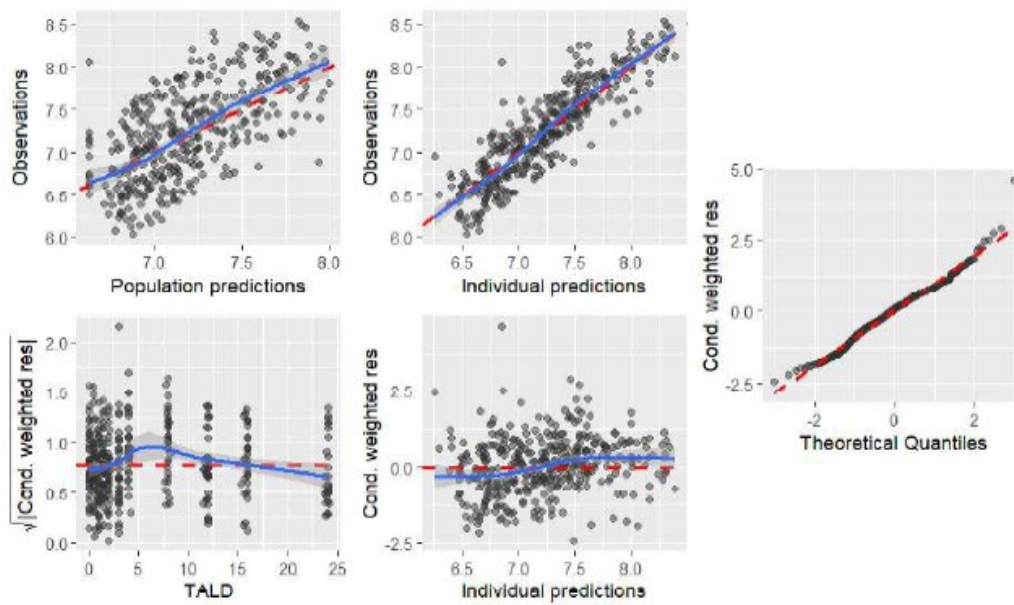 Observations
8.5
8.0
7.5
7.0
6.5
6.0
7.0 7.5 8.0
Population predictions
Observations
8.5
8.0
7.5
7.0
6.5
6.0
6.5 7.0 7.5 8.0
Individual predictions
√|Cond. weighted res|
2.0
1.5
1.0
0.5
0.0
0 5 10 15 20 25
TALD
Cond. weighted res
2.5
0.0
-2.5
6.5 7.0 7.5 8.0
Individual predictions
Cond. weighted res
5.0
2.5
0.0
-2.5
-2 0 2
Theoretical Quantiles